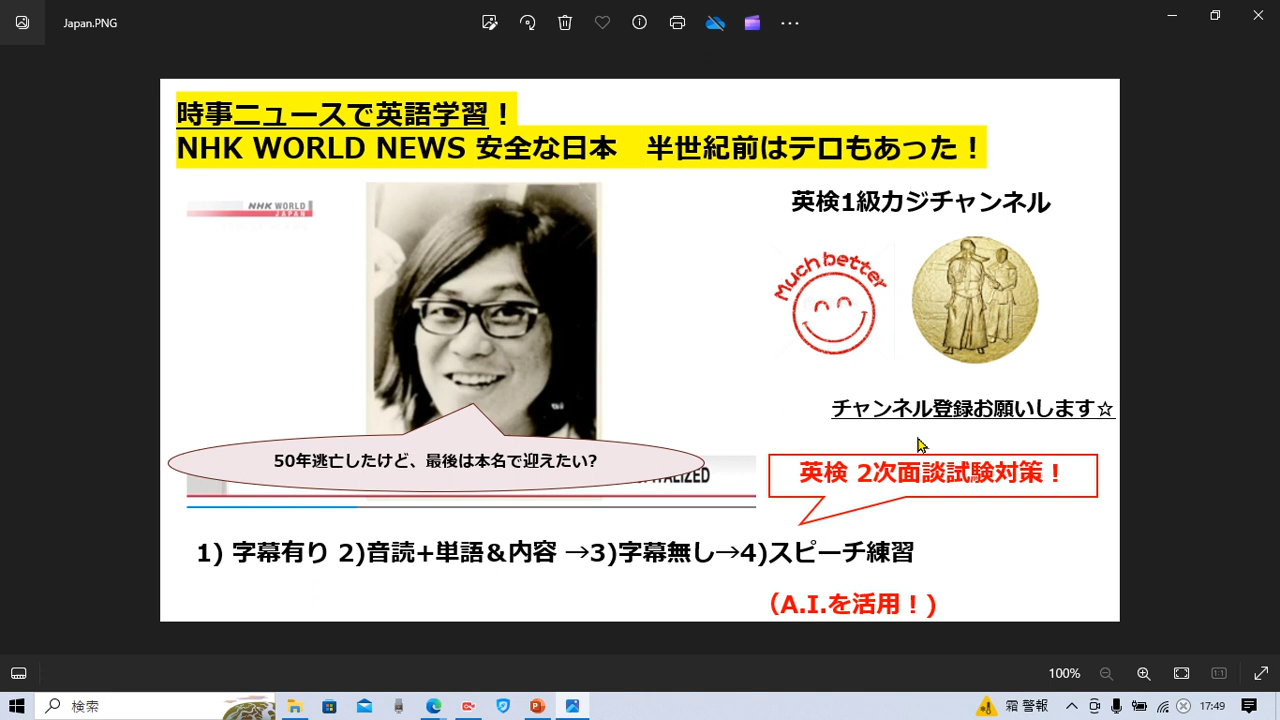 Japan.PNG
時事ニュースで英語学習！
NHK WORLD NEWS 安全な日本　半世紀前はテロもあった！
NHK WORLD
JAPAN
英検1級カジチャンネル
Much better
チャンネル登録お願いします☆
50年逃亡したけど、最後は本名で迎えたい?
英検 2次面談試験対策！
1) 字幕有り 2)音読+単語＆内容 →3)字幕無し→4)スピーチ練習
（A.I.を活用！)
100%
検索
霜 警報
17:49